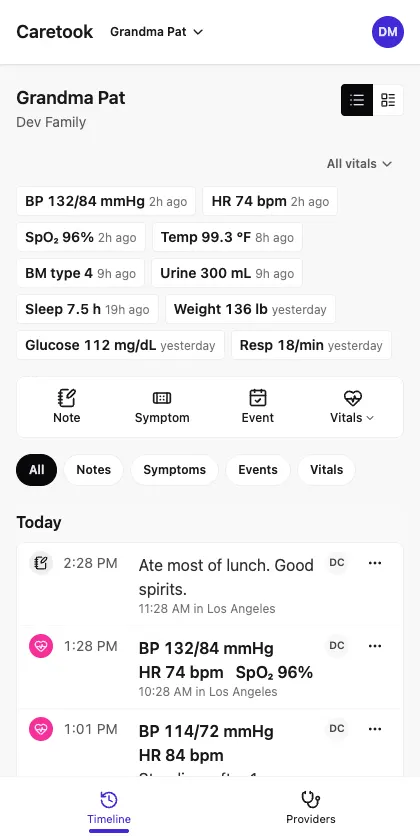 Caretook Grandma Pat DM
Grandma Pat
Dev Family
All vitals
BP 132/84 mmHg 2h ago HR 74 bpm 2h ago
SpO₂ 96% 2h ago Temp 99.3 °F 8h ago
BM type 4 9h ago Urine 300 mL 9h ago
Sleep 7.5 h 19h ago Weight 136 lb yesterday
Glucose 112 mg/dL yesterday Resp 18/min yesterday
Note Symptom Event Vitals
All Notes Symptoms Events Vitals
Today
2:28 PM Ate most of lunch. Good DC
spirits.
11:28 AM in Los Angeles
1:28 PM BP 132/84 mmHg DC
HR 74 bpm SpO₂ 96%
10:28 AM in Los Angeles
1:01 PM BP 114/72 mmHg DC
HR 84 bpm
Timeline Providers